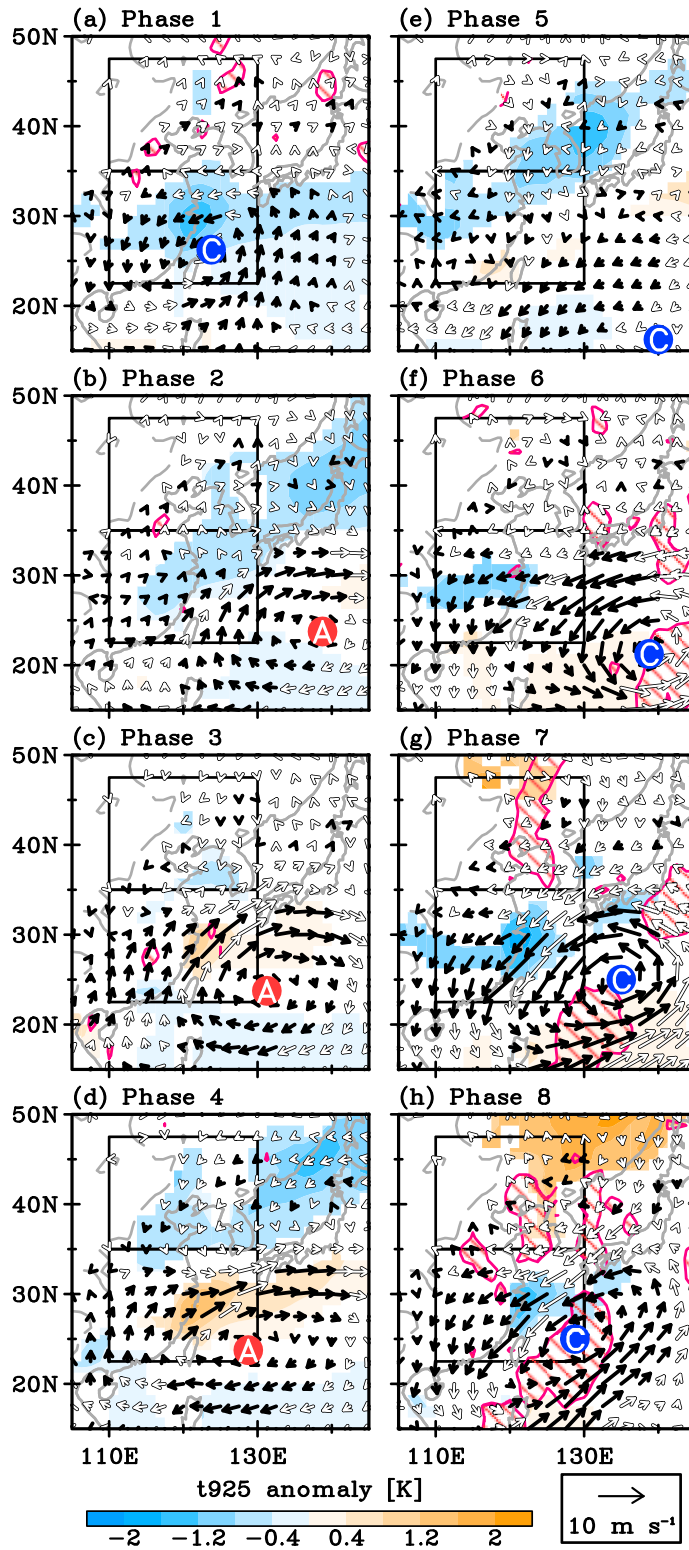 (a) Phase 1
(e) Phase 5
50N
40N
30N
20N
C
C
(b) Phase 2
(f) Phase 6
50N
40N
30N
20N
A
C
(c) Phase 3
(g) Phase 7
50N
40N
30N
20N
A
C
(d) Phase 4
(h) Phase 8
50N
40N
30N
20N
A
C
110E 130E 110E 130E
t925 anomaly [K]
-2 -1.2 -0.4 0.4 1.2 2
10 m s⁻¹